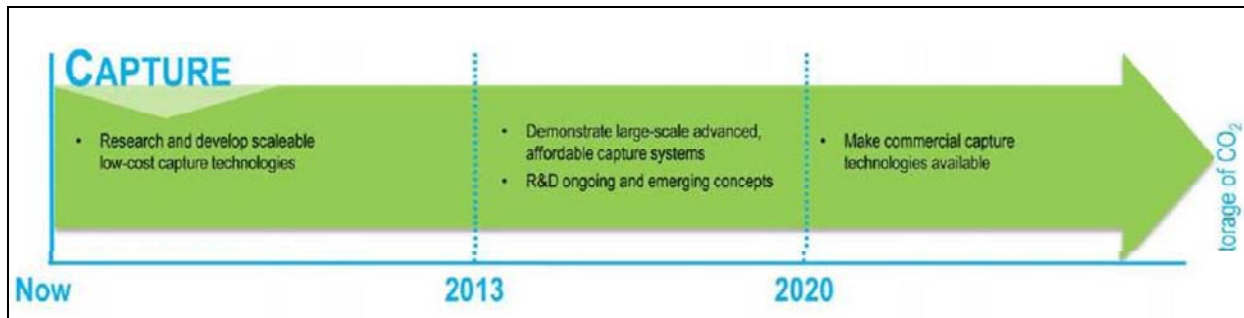 CAPTURE
• Research and develop scaleable
low-cost capture technologies
• Demonstrate large-scale advanced,
affordable capture systems
• R&D ongoing and emerging concepts
• Make commercial capture
technologies available
torage of CO₂
Now
2013
2020